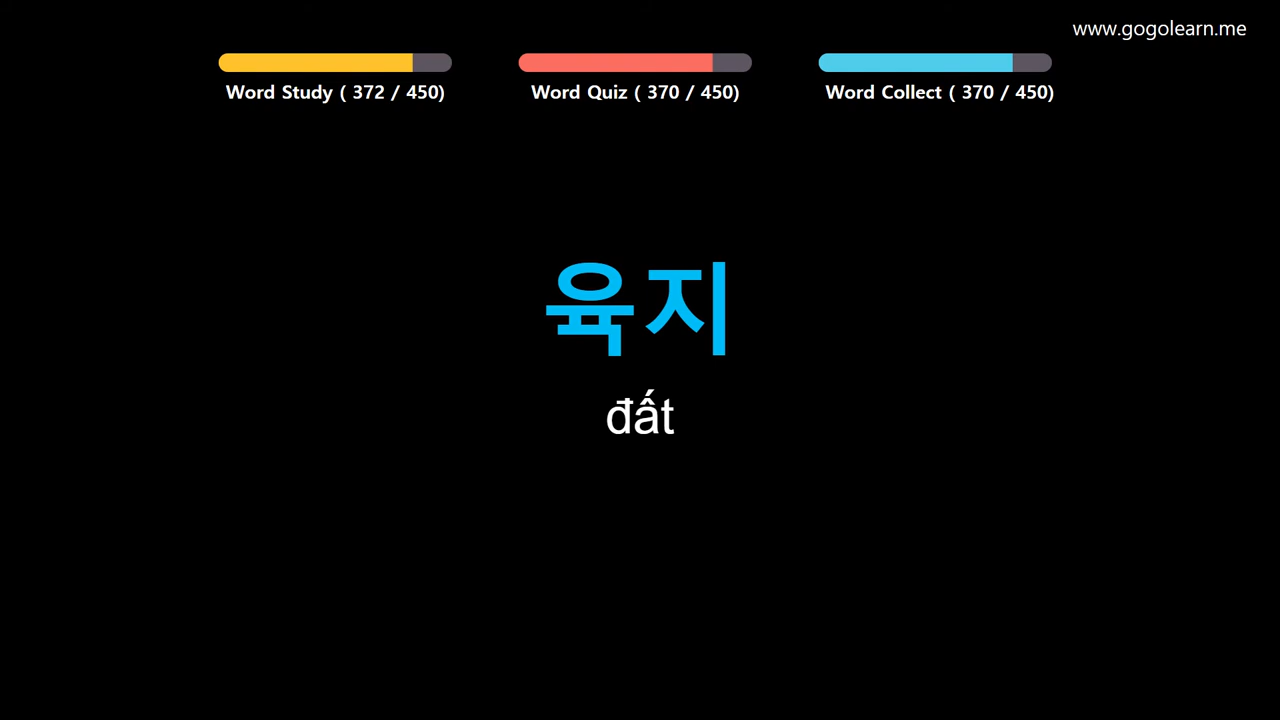 www.gogolearn.me
Word Study ( 372 / 450)
Word Quiz ( 370 / 450)
Word Collect ( 370 / 450)
육지
đất